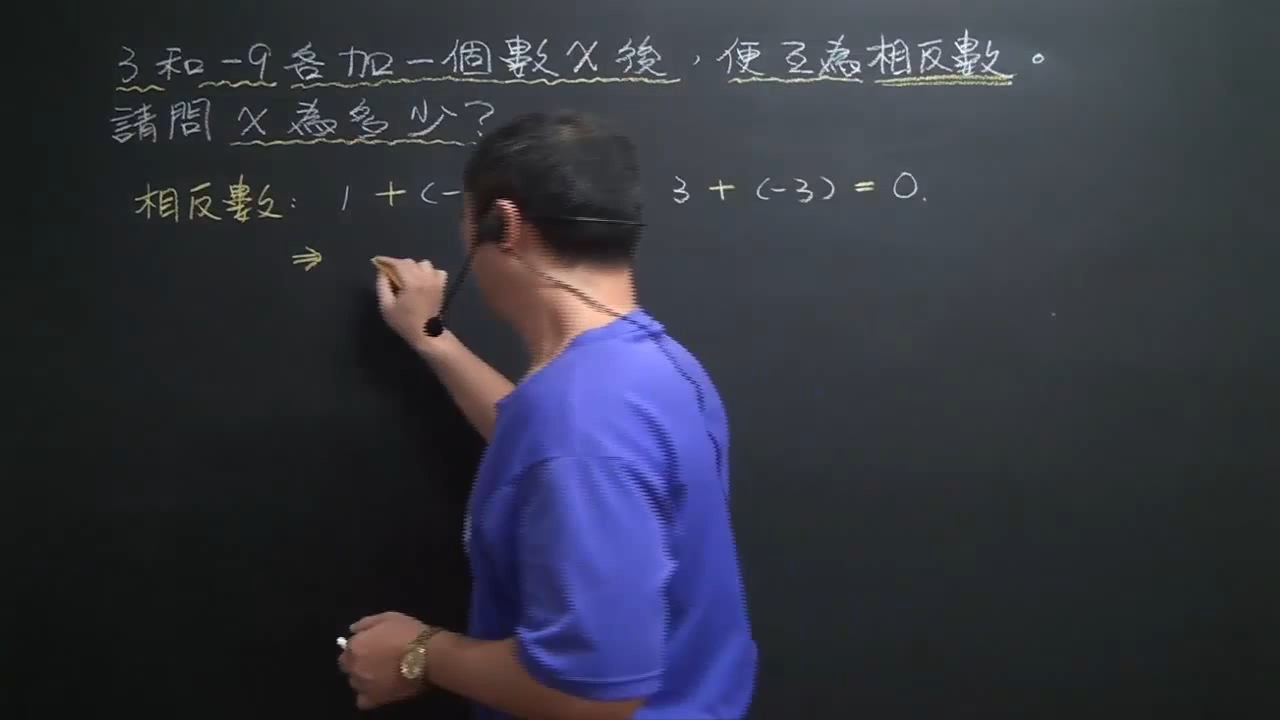 3和-9各加一個數X後,便互為相反數。
請問X為多少?
相反數: 1 + (- 3 + (-3) = 0.
⇒